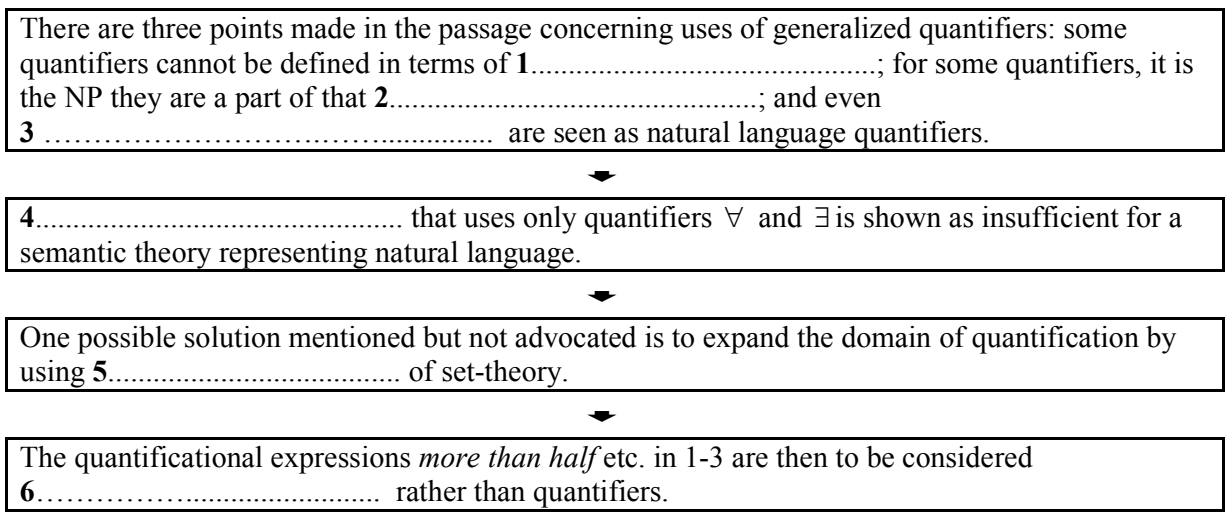 There are three points made in the passage concerning uses of generalized quantifiers: some
quantifiers cannot be defined in terms of 1.............................................; for some quantifiers, it is
the NP they are a part of that 2................................................; and even
3 ……………………….……................ are seen as natural language quantifiers.
4................................................ that uses only quantifiers ∀ and ∃ is shown as insufficient for a
semantic theory representing natural language.
One possible solution mentioned but not advocated is to expand the domain of quantification by
using 5...................................... of set-theory.
The quantificational expressions more than half etc. in 1-3 are then to be considered
6……………......................... rather than quantifiers.